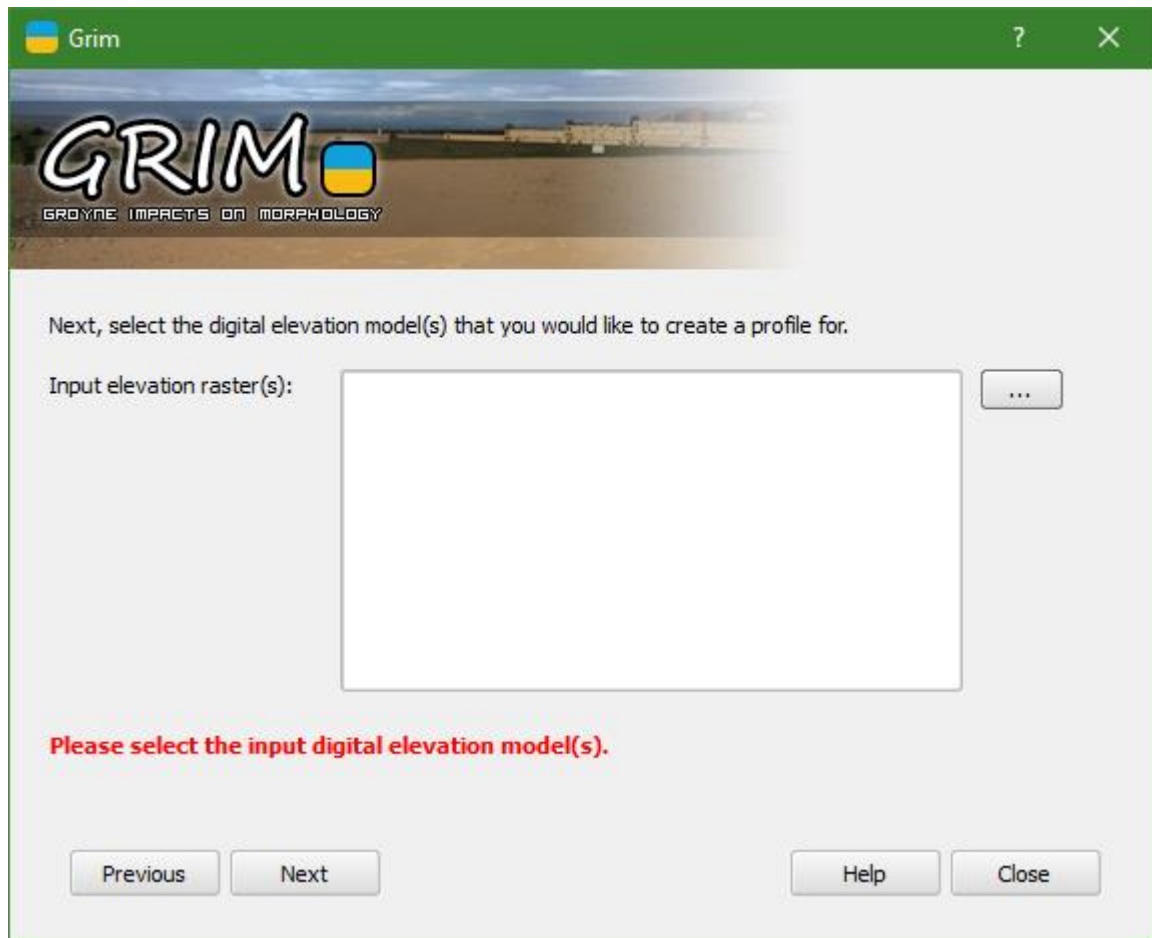 Grim
?
GRIM
GROYNE IMPACTS ON MORPHOLOGY
Next, select the digital elevation model(s) that you would like to create a profile for.
Input elevation raster(s):
...
Please select the input digital elevation model(s).
Previous Next Help Close